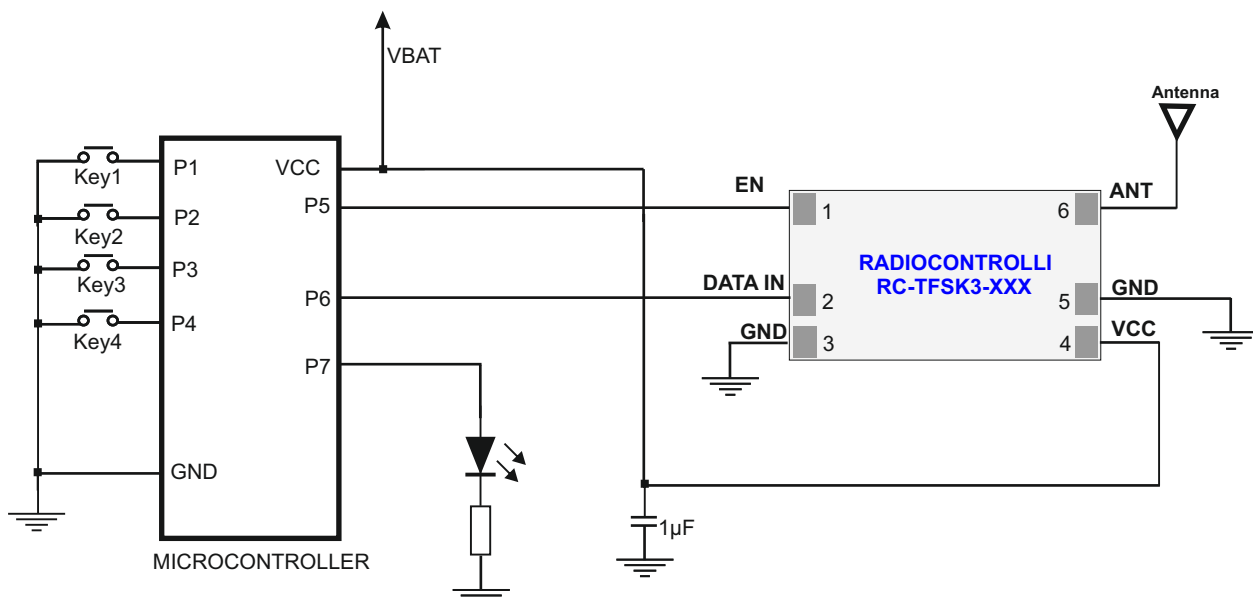 VBAT
Antenna
P1
VCC
Key1
P5
EN
ANT
1
6
P2
Key2
RADIOCONTROLLI
RC-TFSK3-XXX
P3
Key3
P6
DATA IN
2
5
GND
P4
Key4
GND
3
4
VCC
P7
GND
1µF
MICROCONTROLLER